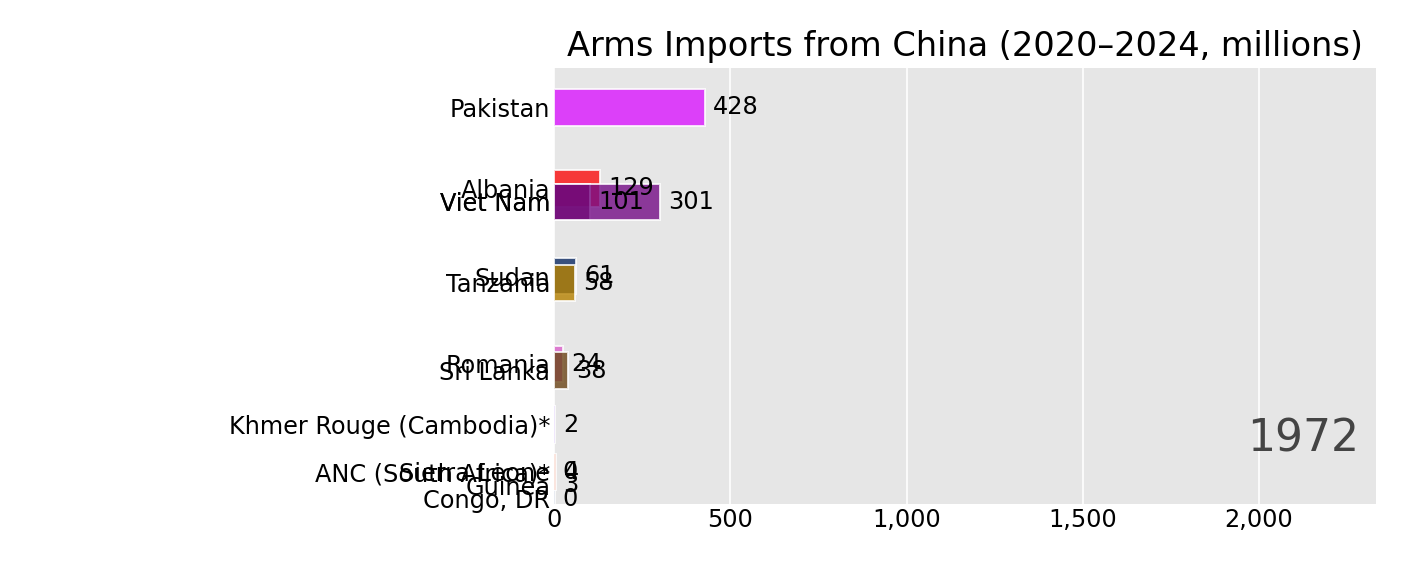 Arms Imports from China (2020–2024, millions)
Pakistan 428
Albania 129
Viet Nam 101 301
Sudan 61
Tanzania 58
Romania 24
Sri Lanka 38
Khmer Rouge (Cambodia)* 2
ANC (South Africa)* 0
Sierra Leone 4
Guinea 3
Congo, DR 0
1972
0 500 1,000 1,500 2,000